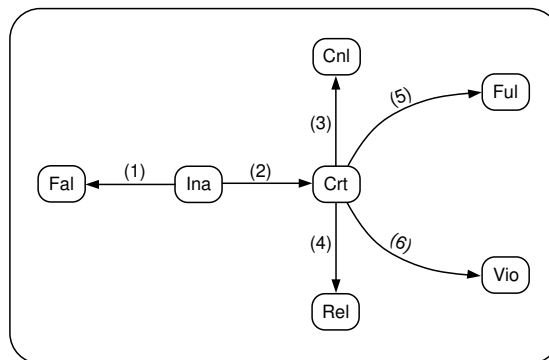 Cnl
(5)
Ful
(3)
Fal
(1)
Ina
(2)
Crt
(4)
(6)
Vio
Rel